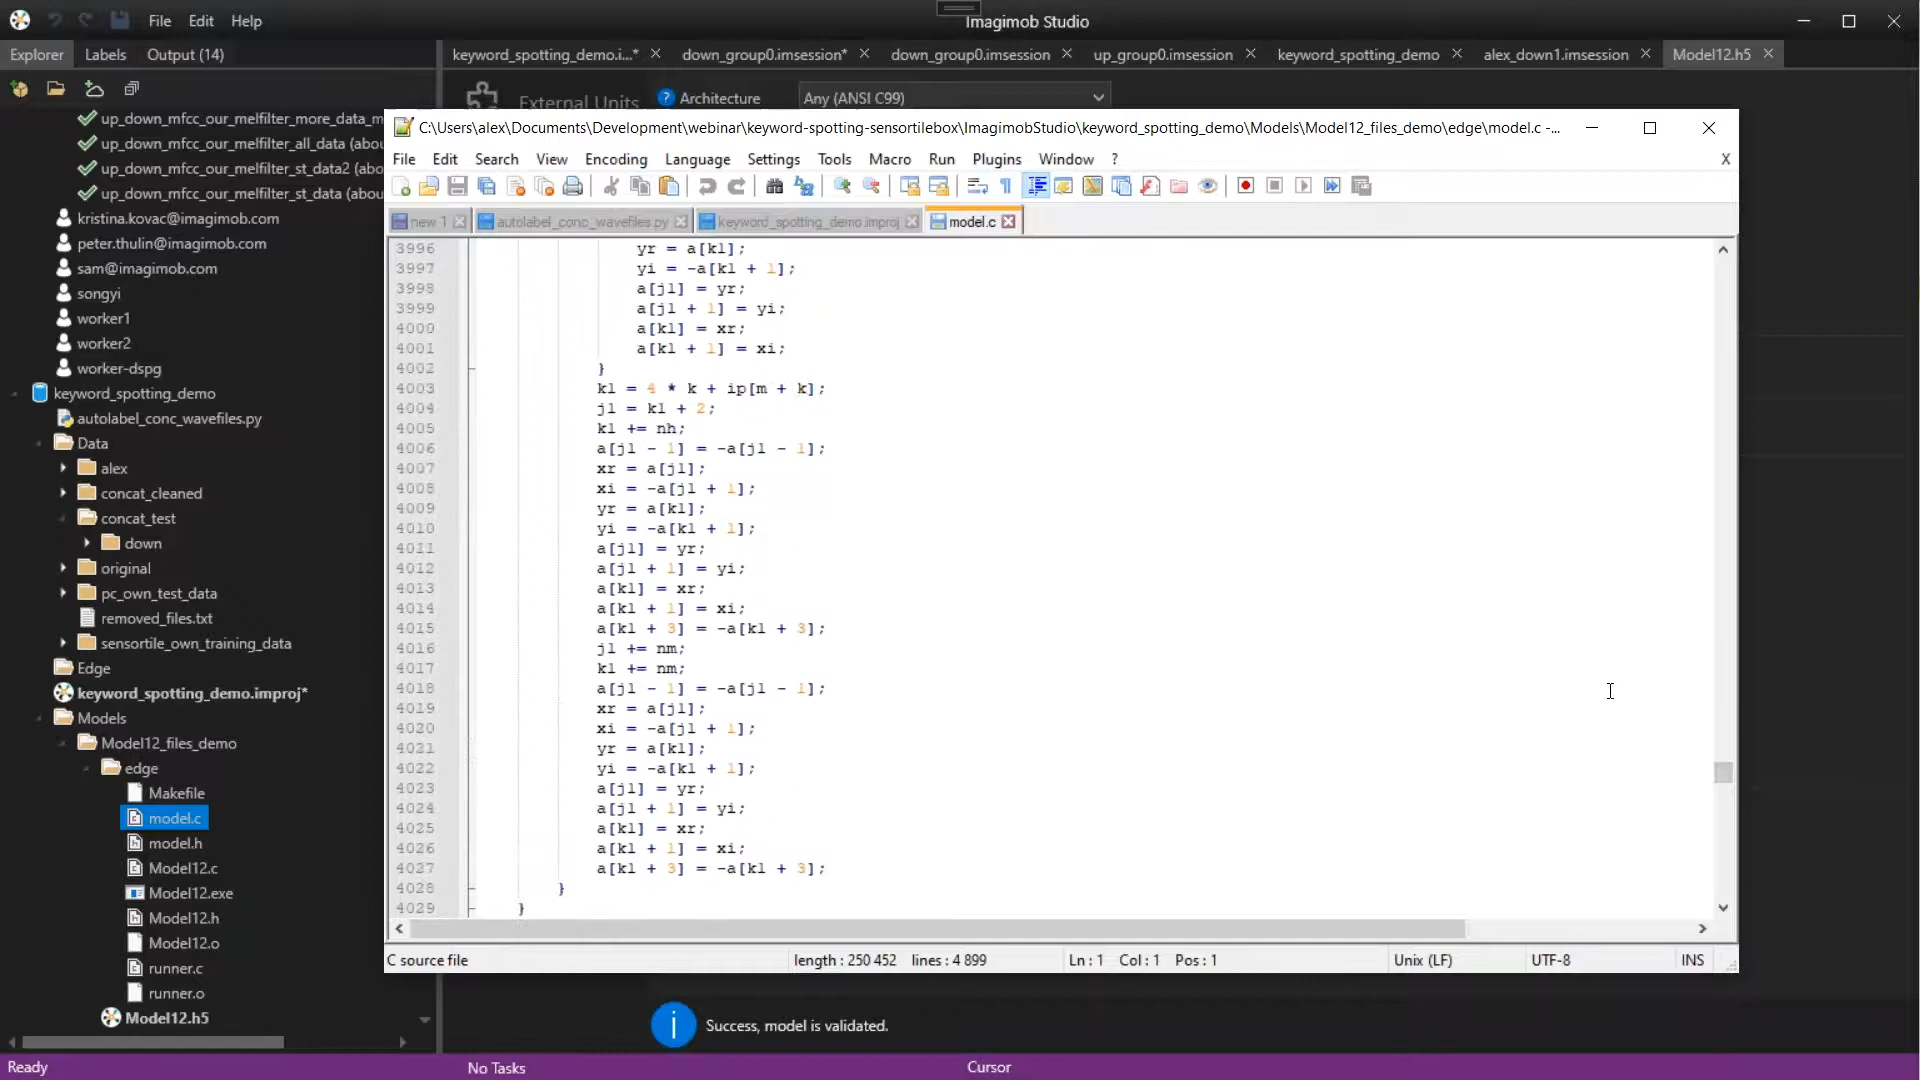 File Edit Help
Imagimob Studio
Explorer Labels Output (14)
keyword_spotting_demo.i...* down_group0.imsession* down_group0.imsession up_group0.imsession keyword_spotting_demo alex_down1.imsession Model12.h5
External Units ? Architecture Any (ANSI C99)
up_down_mfcc_our_melfilter_more_data_m
up_down_mfcc_our_melfilter_all_data (abou
up_down_mfcc_our_melfilter_st_data2 (abo
up_down_mfcc_our_melfilter_st_data (abou
kristina.kovac@imagimob.com
peter.thulin@imagimob.com
sam@imagimob.com
songyi
worker1
worker2
worker-dspg
keyword_spotting_demo
autolabel_conc_wavefiles.py
Data
alex
concat_cleaned
concat_test
down
original
pc_own_test_data
removed_files.txt
sensortile_own_training_data
Edge
keyword_spotting_demo.improj*
Models
Model12_files_demo
edge
Makefile
model.c
model.h
Model12.c
Model12.exe
Model12.h
Model12.o
runner.c
runner.o
Model12.h5
C:\Users\alex\Documents\Development\webinar\keyword-spotting-sensortilebox\ImagimobStudio\keyword_spotting_demo\Models\Model12_files_demo\edge\model.c -...
File Edit Search View Encoding Language Settings Tools Macro Run Plugins Window ? X
new 1 autolabel_conc_wavefiles.py keyword_spotting_demo.improj model.c
3996 yr = a[k1];
3997 yi = -a[k1 + 1];
3998 a[j1] = yr;
3999 a[j1 + 1] = yi;
4000 a[k1] = xr;
4001 a[k1 + 1] = xi;
4002 }
4003 k1 = 4 * k + ip[m + k];
4004 j1 = k1 + 2;
4005 k1 += nh;
4006 a[j1 - 1] = -a[j1 - 1];
4007 xr = a[j1];
4008 xi = -a[j1 + 1];
4009 yr = a[k1];
4010 yi = -a[k1 + 1];
4011 a[j1] = yr;
4012 a[j1 + 1] = yi;
4013 a[k1] = xr;
4014 a[k1 + 1] = xi;
4015 a[k1 + 3] = -a[k1 + 3];
4016 j1 += nm;
4017 k1 += nm;
4018 a[j1 - 1] = -a[j1 - 1];
4019 xr = a[j1];
4020 xi = -a[j1 + 1];
4021 yr = a[k1];
4022 yi = -a[k1 + 1];
4023 a[j1] = yr;
4024 a[j1 + 1] = yi;
4025 a[k1] = xr;
4026 a[k1 + 1] = xi;
4027 a[k1 + 3] = -a[k1 + 3];
4028 }
4029 }
C source file length : 250 452 lines : 4 899 Ln : 1 Col : 1 Pos : 1 Unix (LF) UTF-8 INS
i Success, model is validated.
Ready No Tasks Cursor